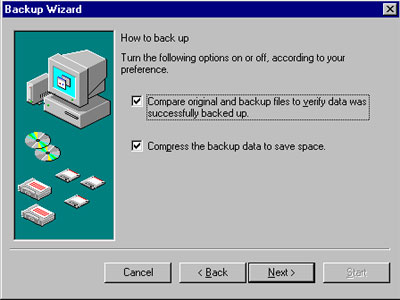 Backup Wizard
How to back up
Turn the following options on or off, according to your
preference.
Compare original and backup files to verify data was
successfully backed up.
Compress the backup data to save space.
Cancel
< Back
Next >
Start